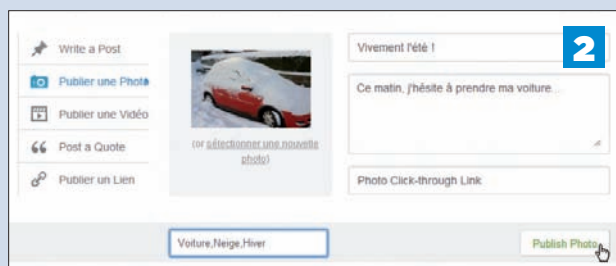 2
Write a Post
Publier une Photo
Publier une Vidéo
Post a Quote
Publier un Lien
(or sélectionner une nouvelle
photo)
Vivement l'été !
Ce matin, j'hésite à prendre ma voiture...
Photo Click-through Link
Voiture,Neige,Hiver
Publish Photo